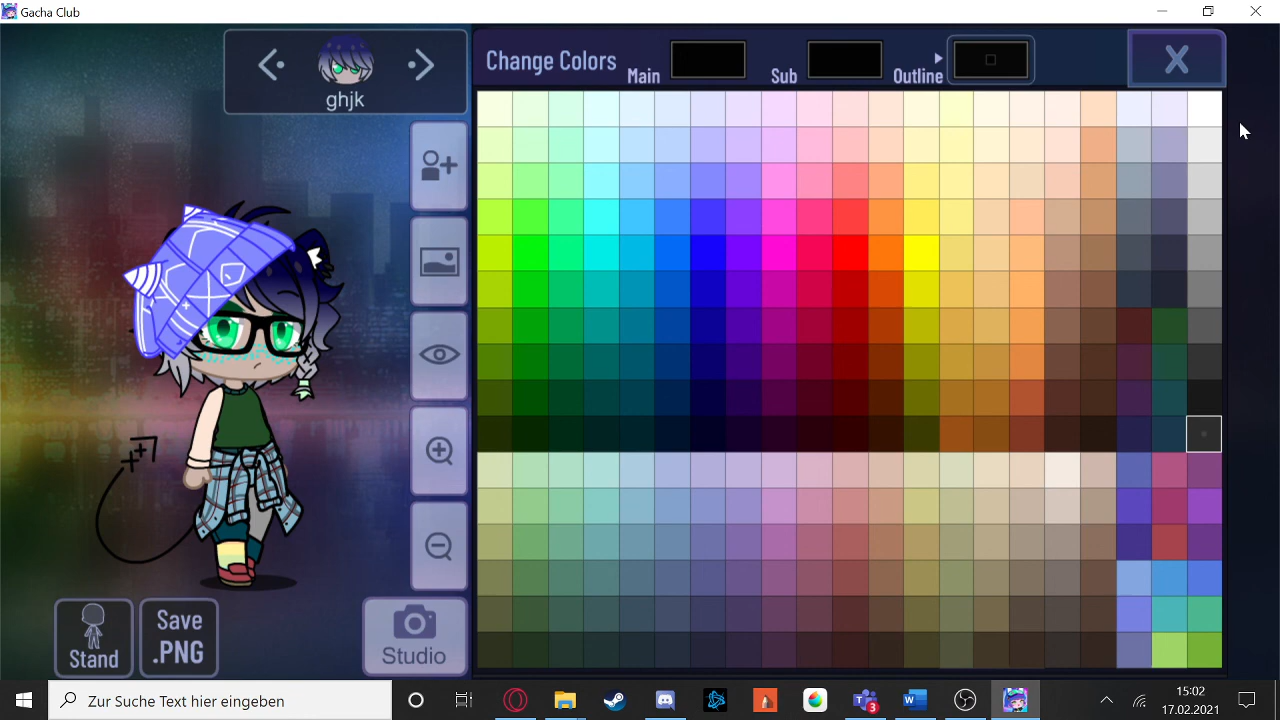 Gacha Club
ghjk
Change Colors
Main
Sub
Outline
X
Stand
Save
.PNG
Studio
Zur Suche Text hier eingeben
3
15:02
17.02.2021